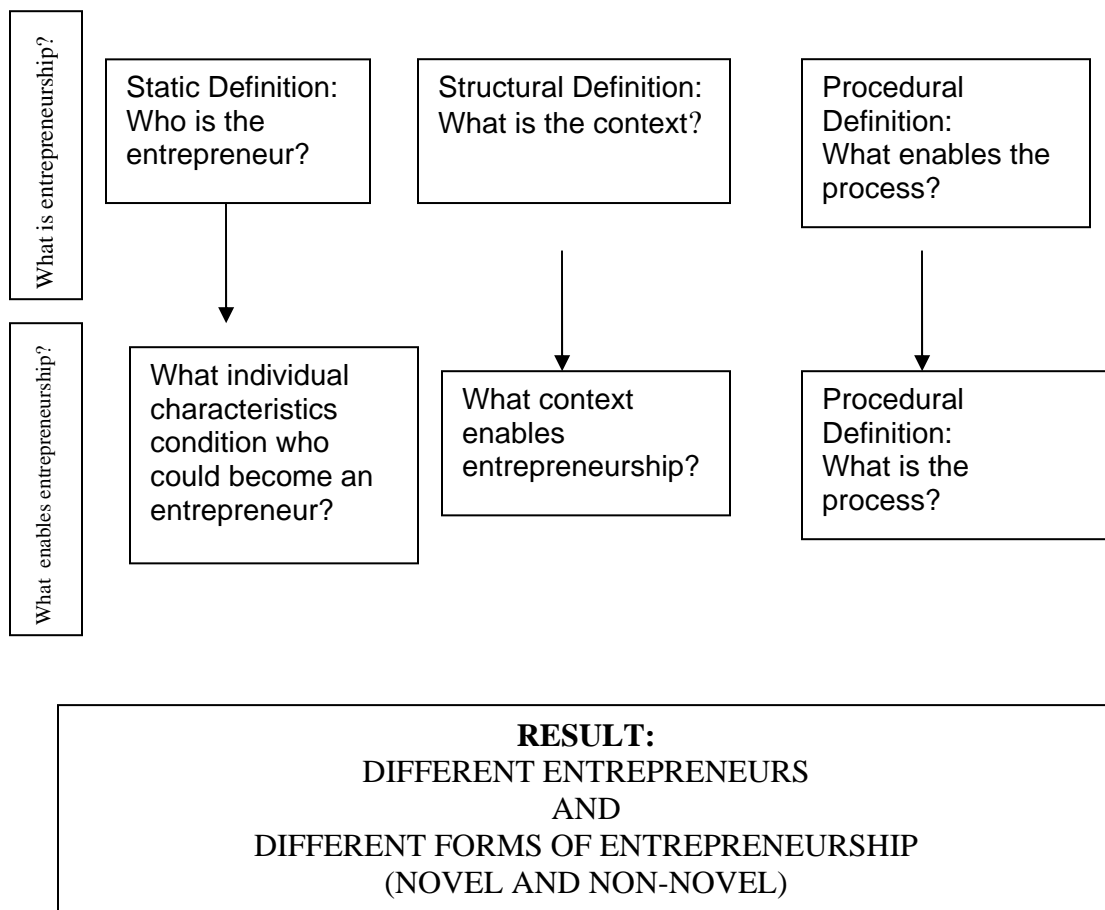 What is entrepreneurship?
Static Definition:
Who is the
entrepreneur?
Structural Definition:
What is the context?
Procedural
Definition:
What enables the
process?
What  enables entrepreneurship?
What individual
characteristics
condition who
could become an
entrepreneur?
What context
enables
entrepreneurship?
Procedural
Definition:
What is the
process?
RESULT:
DIFFERENT ENTREPRENEURS
AND
DIFFERENT FORMS OF ENTREPRENEURSHIP
(NOVEL AND NON-NOVEL)